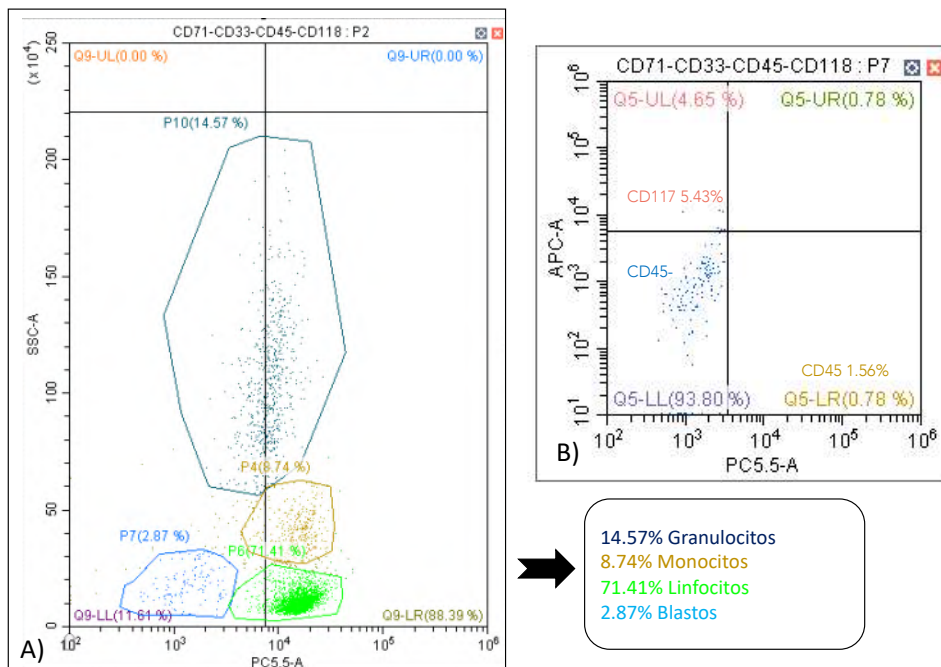 CD71-CD33-CD45-CD118 : P2
(x 10⁴)
250
Q9-UL(0.00 %)
Q9-UR(0.00 %)
P10(14.57 %)
200
150
SSC-A
100
P4(8.74 %)
50
P7(2.87 %)
P6(71.41 %)
Q9-LL(11.61 %)
Q9-LR(88.39 %)
0
10² 10³ 10⁴ 10⁵ 10⁶
PC5.5-A
A)
CD71-CD33-CD45-CD118 : P7
10⁶
Q5-UL(4.65 %)
Q5-UR(0.78 %)
10⁵
CD117 5.43%
10⁴
APC-A
CD45-
10³
10²
CD45 1.56%
Q5-LL(93.80 %)
Q5-LR(0.78 %)
10¹
10² 10³ 10⁴ 10⁵ 10⁶
PC5.5-A
B)
14.57% Granulocitos
8.74% Monocitos
71.41% Linfocitos
2.87% Blastos